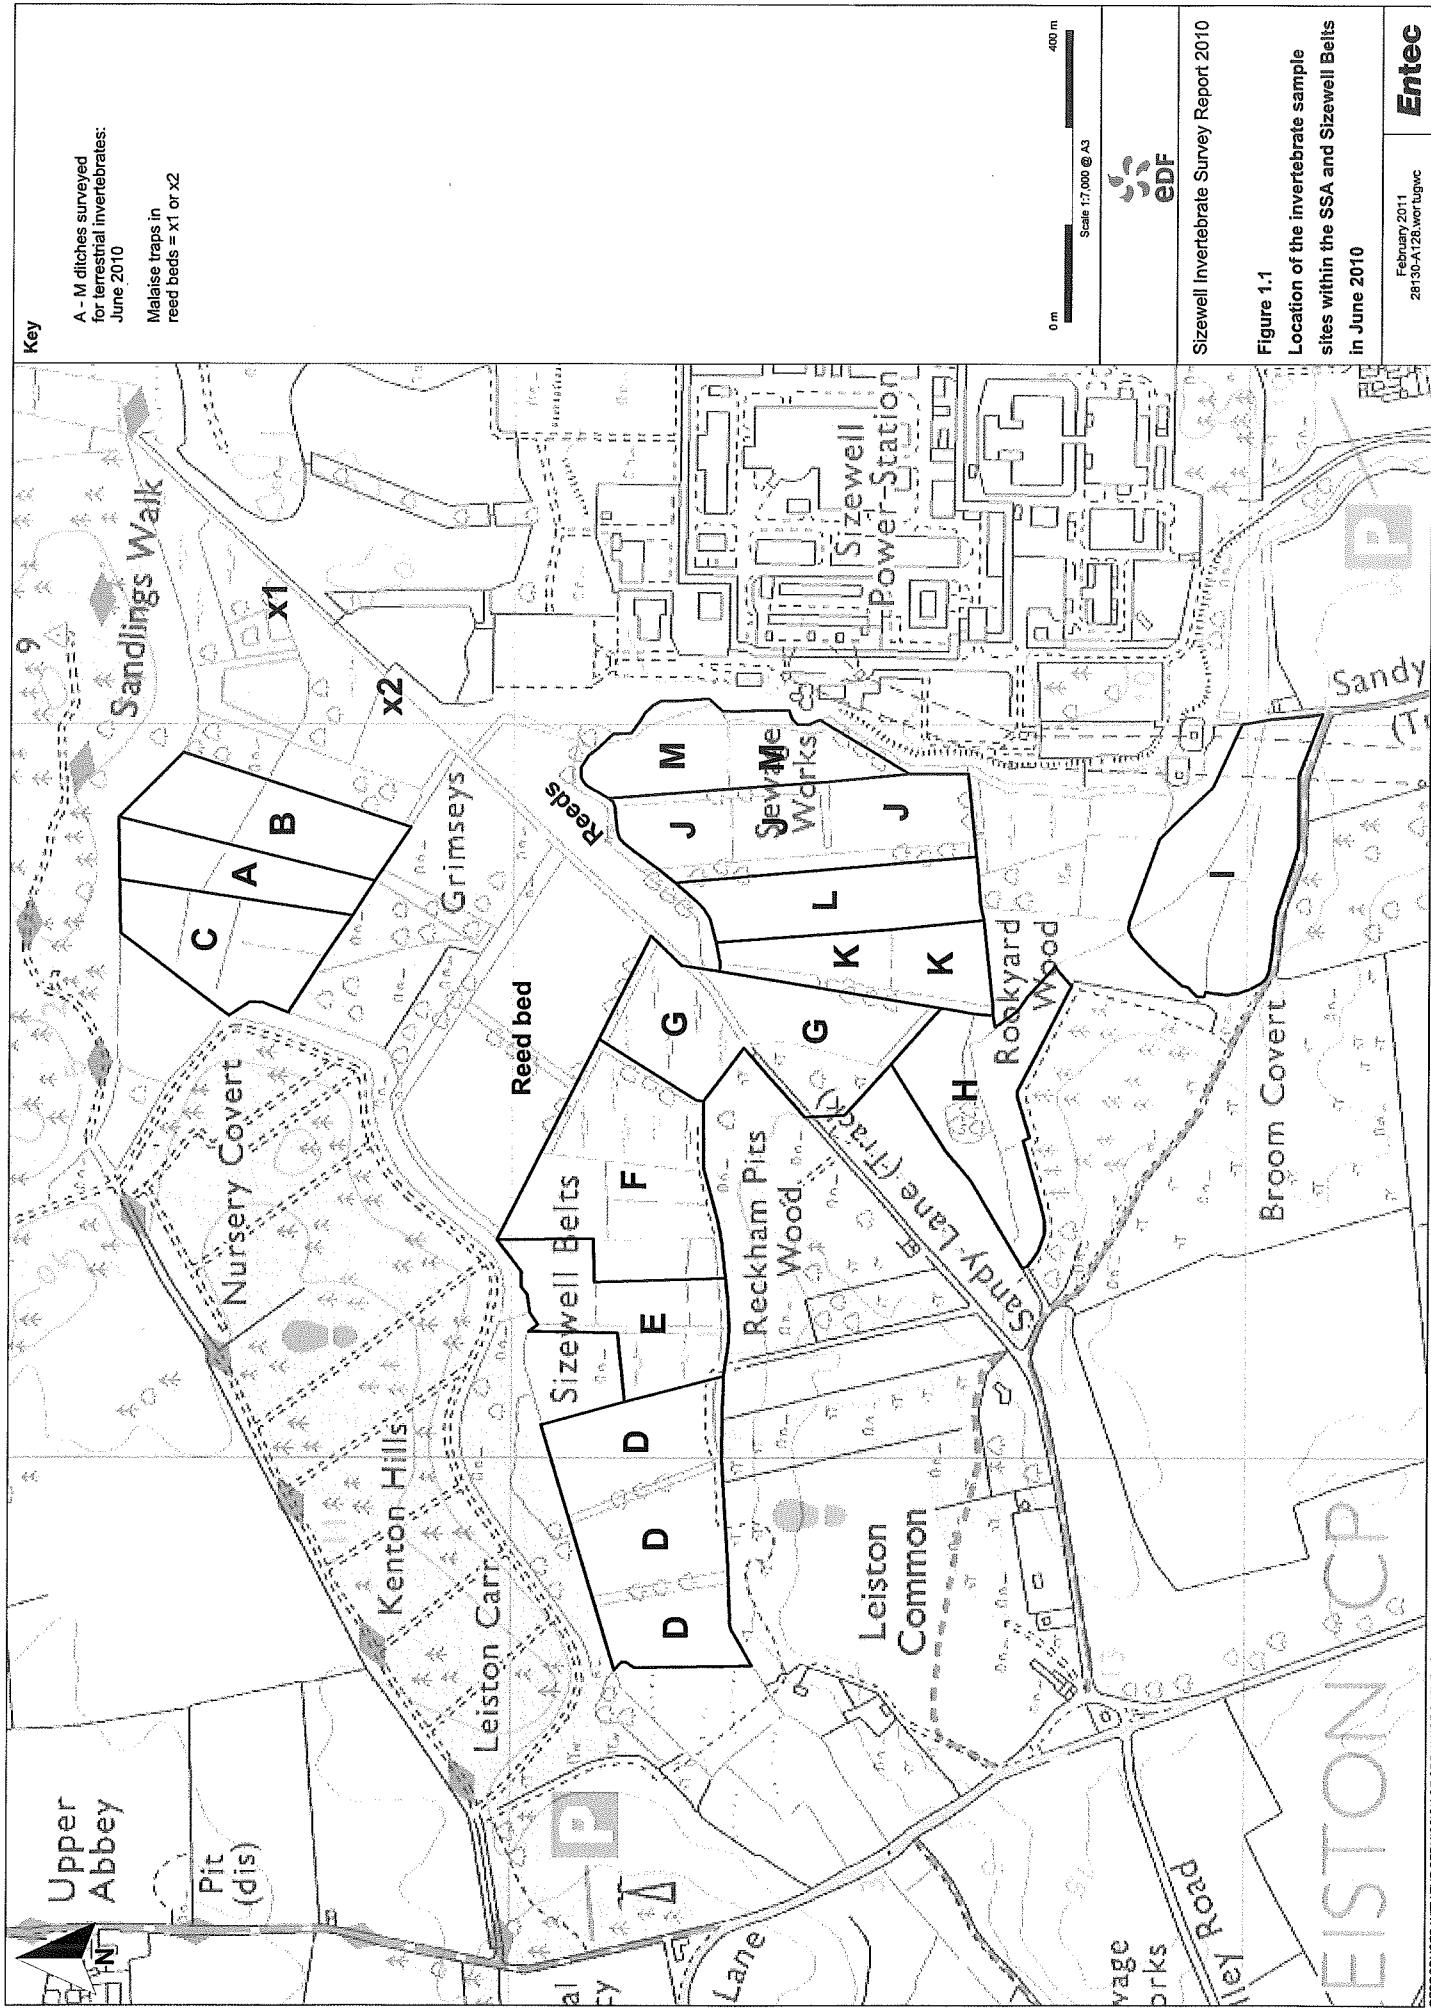 Key
A - M ditches surveyed
for terrestrial invertebrates:
June 2010
Malaise traps in
reed beds = x1 or x2
0 m
400 m
Scale 1:7,000 @ A3
eDF
Sizewell Invertebrate Survey Report 2010
Figure 1.1
Location of the invertebrate sample
sites within the SSA and Sizewell Belts
in June 2010
February 2011
28130-A128.wor tugwc
Entec
N
Upper
Abbey
Pit
(dis)
9
Sandlings Walk
x1
x2
Nursery Covert
Kenton Hills
Leiston Carr
Grimseys
C
A
B
Reeds
Reed bed
Sizewell Belts
D
D
D
E
F
G
G
H
I
J
J
J
K
K
L
M
M
Sewage
Works
Sizewell
Power Station
Reckham Pits
Wood
Sandy Lane (Track)
Rookyard
Wood
Broom Covert
Leiston
Common
P
P
Sandy
Lane
Road
EISTON CP